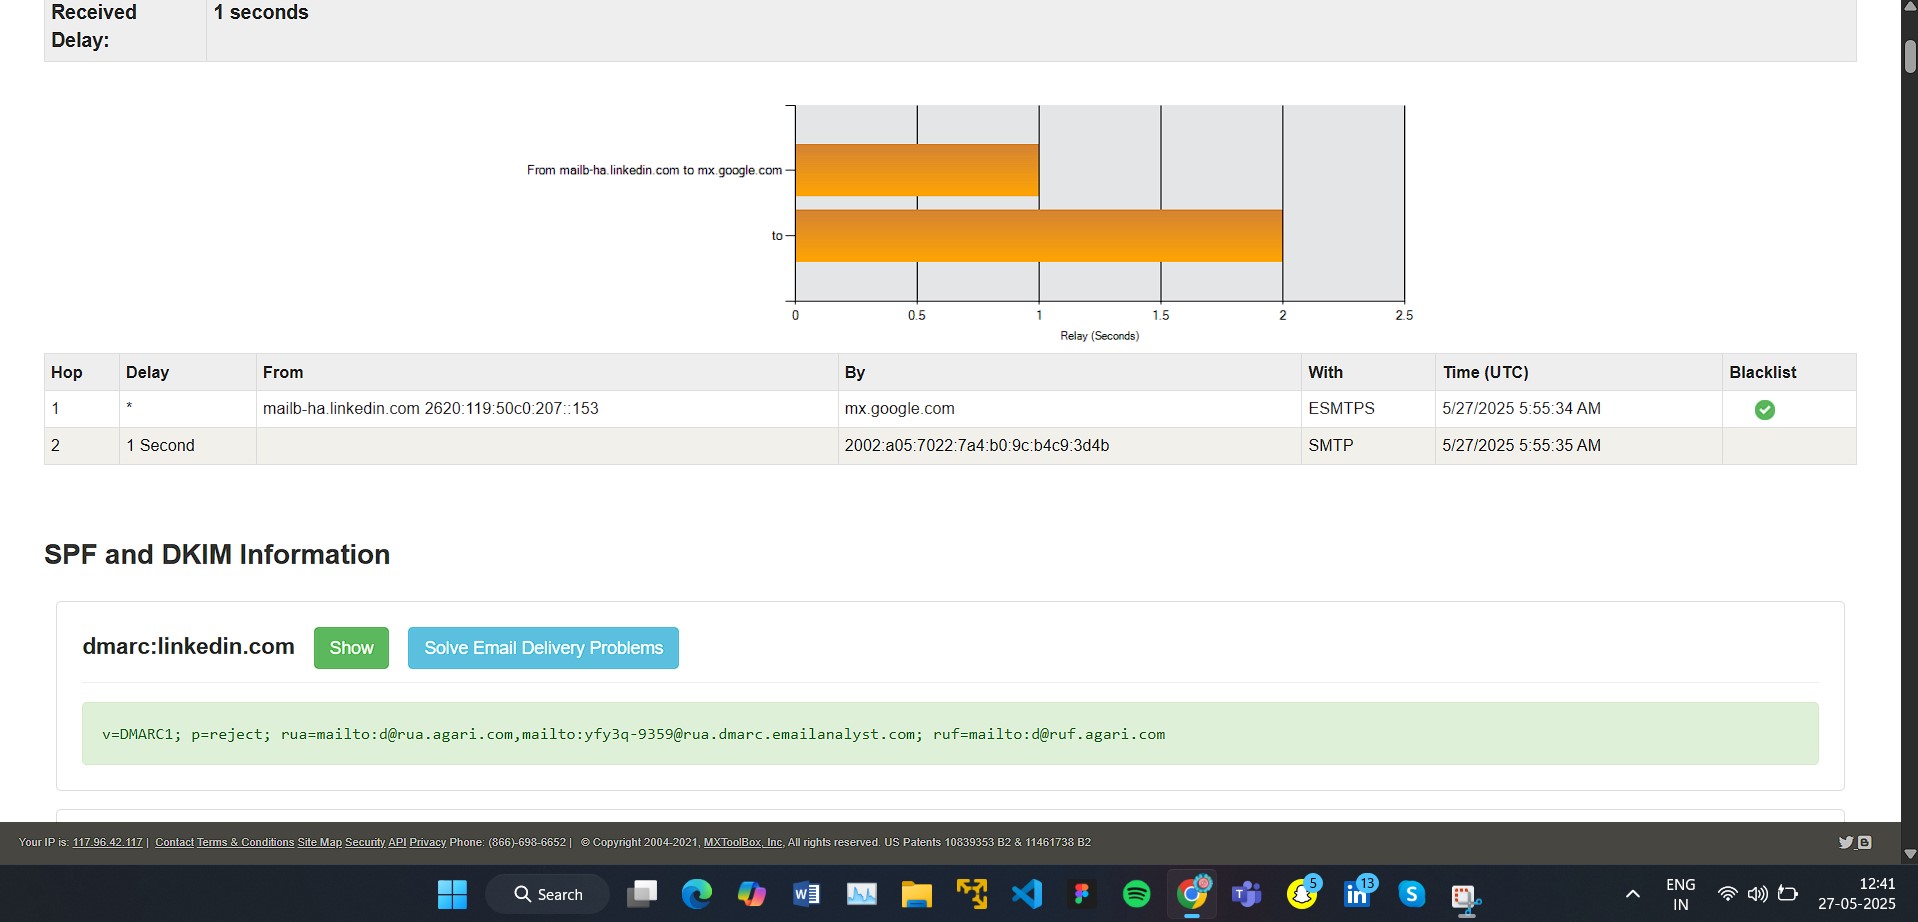 Received
Delay:
1 seconds
From mailb-ha.linkedin.com to mx.google.com
to
0 0.5 1 1.5 2 2.5
Relay (Seconds)
Hop Delay From By With Time (UTC) Blacklist
1 * mailb-ha.linkedin.com 2620:119:50c0:207::153 mx.google.com ESMTPS 5/27/2025 5:55:34 AM
2 1 Second 2002:a05:7022:7a4:b0:9c:b4c9:3d4b SMTP 5/27/2025 5:55:35 AM
SPF and DKIM Information
dmarc:linkedin.com Show Solve Email Delivery Problems
v=DMARC1; p=reject; rua=mailto:d@rua.agari.com,mailto:yfy3q-9359@rua.dmarc.emailanalyst.com; ruf=mailto:d@ruf.agari.com
Your IP is: 117.96.42.117 | Contact Terms & Conditions Site Map Security API Privacy Phone: (866)-698-6652 | © Copyright 2004-2021, MXToolBox, Inc, All rights reserved. US Patents 10839353 B2 & 11461738 B2
Search
5
13
ENG
IN
12:41
27-05-2025